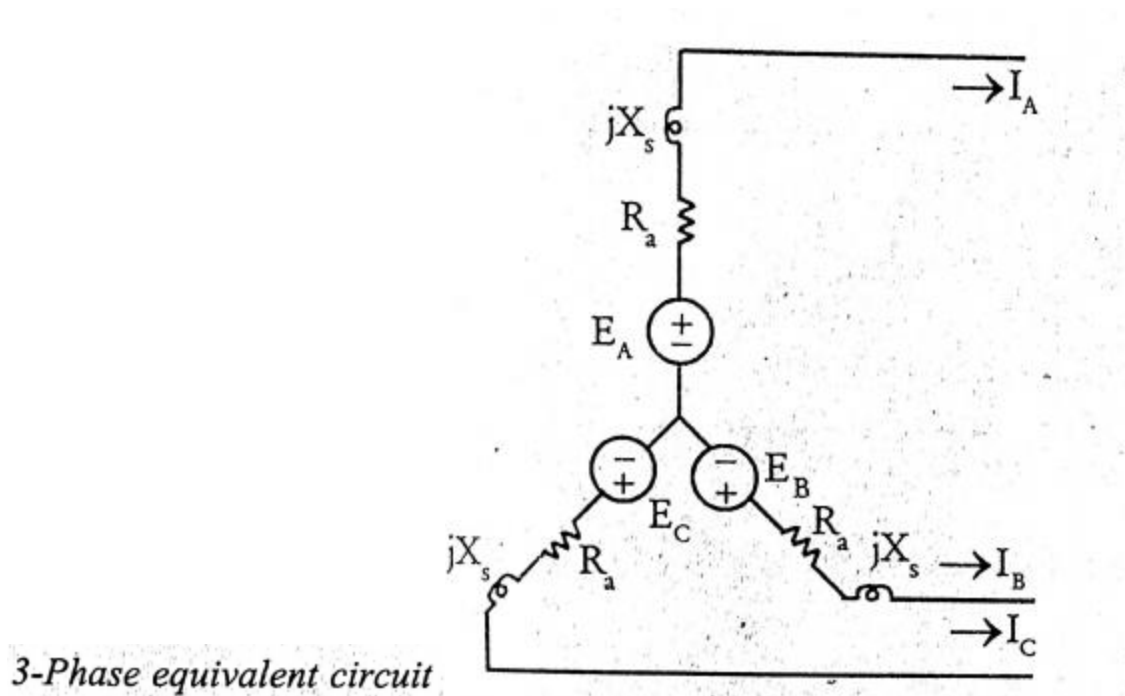 I_A
jX_s
R_a
E_A
+
−
− −
+ +
E_B
E_C
R_a
R_a
jX_s
jX_s
I_B
I_C
3-Phase equivalent circuit